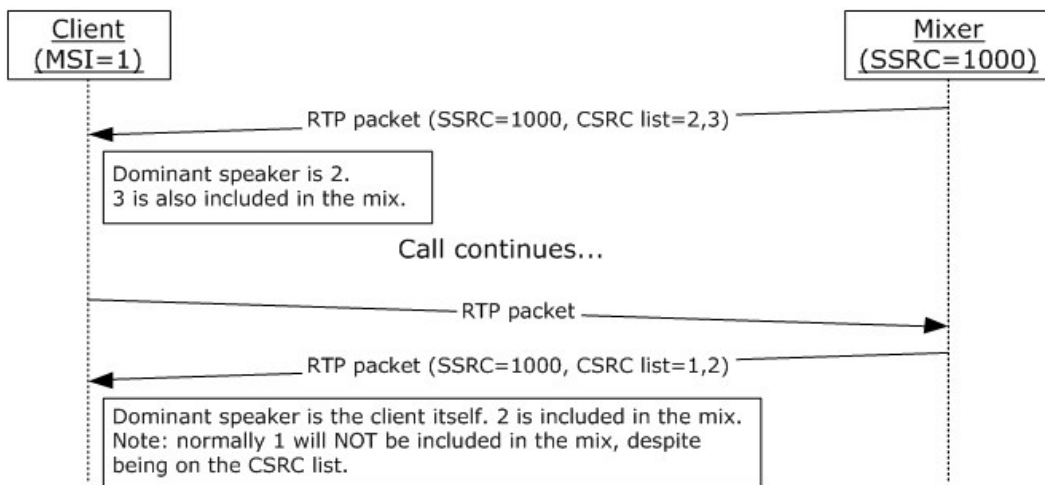 Client
(MSI=1)
Mixer
(SSRC=1000)
RTP packet (SSRC=1000, CSRC list=2,3)
Dominant speaker is 2.
3 is also included in the mix.
Call continues...
RTP packet
RTP packet (SSRC=1000, CSRC list=1,2)
Dominant speaker is the client itself. 2 is included in the mix.
Note: normally 1 will NOT be included in the mix, despite
being on the CSRC list.